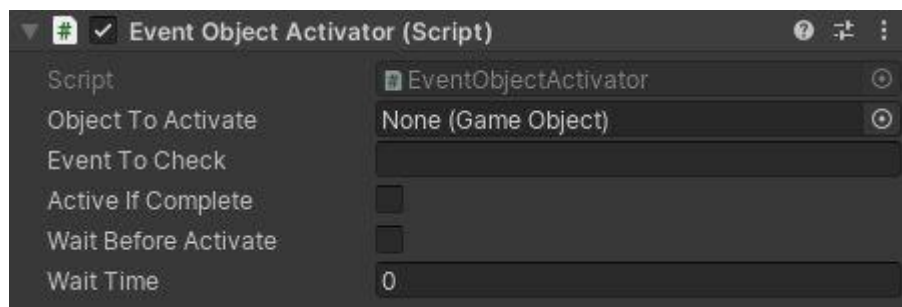 # Event Object Activator (Script)
Script # EventObjectActivator
Object To Activate None (Game Object)
Event To Check
Active If Complete
Wait Before Activate
Wait Time 0